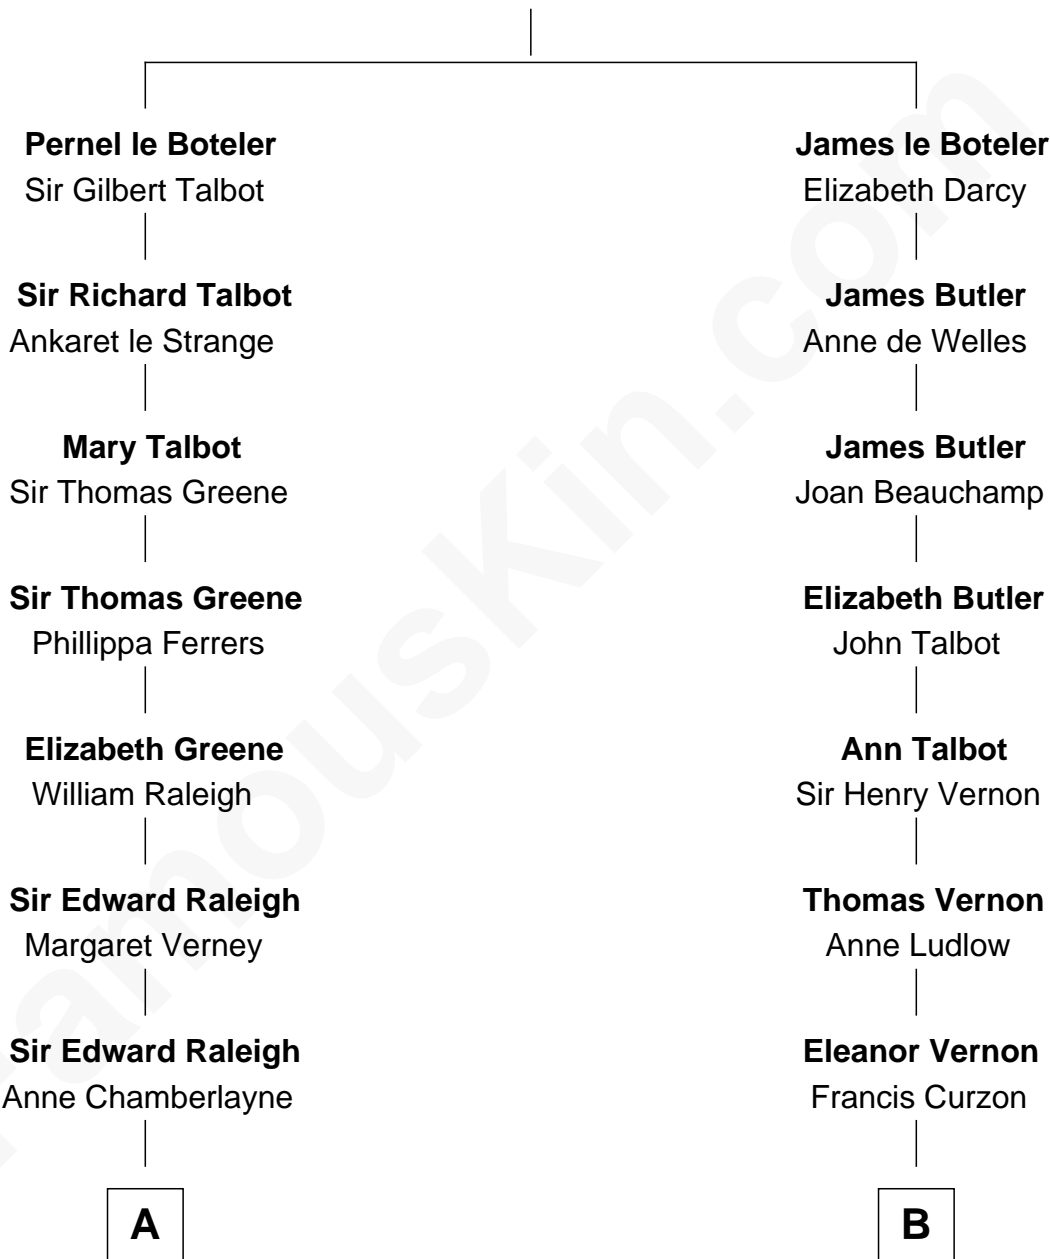 Pernel le Boteler
Sir Gilbert Talbot
Sir Richard Talbot
Ankaret le Strange
Mary Talbot
Sir Thomas Greene
Sir Thomas Greene
Phillippa Ferrers
Elizabeth Greene
William Raleigh
Sir Edward Raleigh
Margaret Verney
Sir Edward Raleigh
Anne Chamberlayne
A
James le Boteler
Elizabeth Darcy
James Butler
Anne de Welles
James Butler
Joan Beauchamp
Elizabeth Butler
John Talbot
Ann Talbot
Sir Henry Vernon
Thomas Vernon
Anne Ludlow
Eleanor Vernon
Francis Curzon
B
FamousKin.com